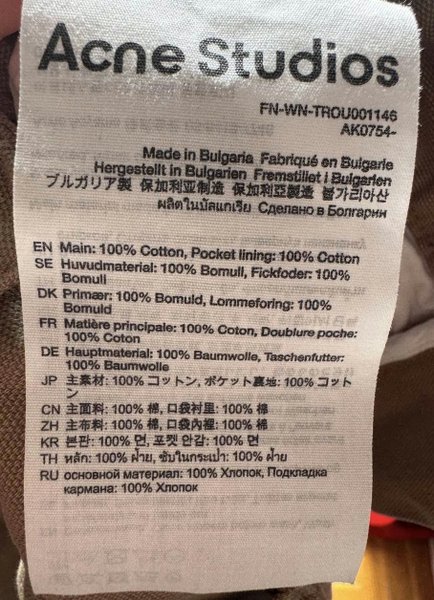 Acne Studios
FN-WN-TROU001146
AK0754-
Made in Bulgaria Fabriqué en Bulgarie
Hergestellt in Bulgarien Fremstillet i Bulgarien
ブルガリア製 保加利亚制造 保加利亞製造 불가리아산
ผลิตในบัลแกเรีย Сделано в Болгарии
EN Main: 100% Cotton, Pocket lining: 100% Cotton
SE Huvudmaterial: 100% Bomull, Fickfoder: 100%
Bomull
DK Primær: 100% Bomuld, Lommeforing: 100%
Bomuld
FR Matière principale: 100% Coton, Doublure poche:
100% Coton
DE Hauptmaterial: 100% Baumwolle, Taschenfutter:
100% Baumwolle
JP 主素材: 100% コットン, ポケット裏地: 100% コット
ン
CN 主面料: 100% 棉, 口袋衬里: 100% 棉
ZH 主布料: 100% 棉, 口袋內裡: 100% 棉
KR 본판: 100% 면, 포켓 안감: 100% 면
TH หลัก: 100% ฝ้าย, ซับในกระเป๋า: 100% ฝ้าย
RU основной материал: 100% Хлопок, Подкладка
кармана: 100% Хлопок